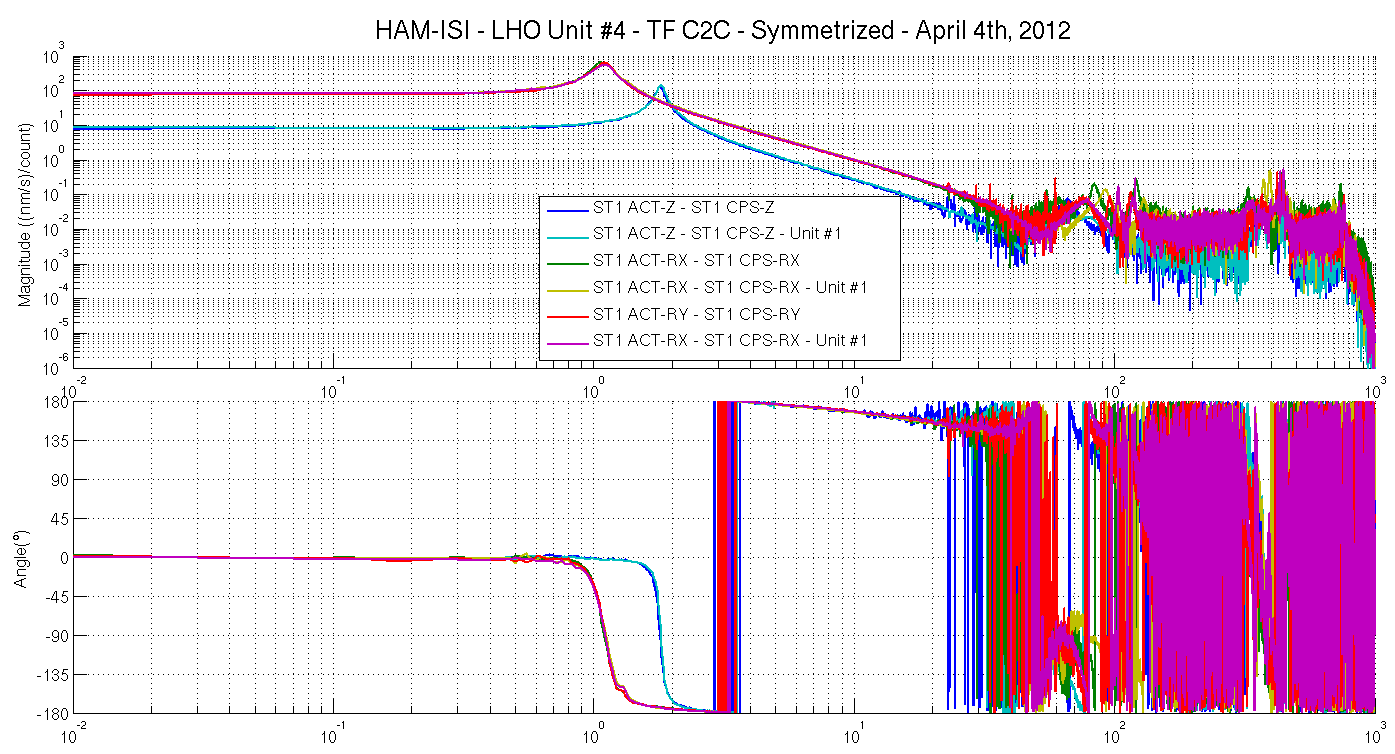 HAM-ISI - LHO Unit #4 - TF C2C - Symmetrized - April 4th, 2012
Magnitude ((nm/s)/count)
10^3
10^2
10^1
10^0
10^-1
10^-2
10^-3
10^-4
10^-5
10^-6
ST1 ACT-Z - ST1 CPS-Z
ST1 ACT-Z - ST1 CPS-Z - Unit #1
ST1 ACT-RX - ST1 CPS-RX
ST1 ACT-RX - ST1 CPS-RX - Unit #1
ST1 ACT-RY - ST1 CPS-RY
ST1 ACT-RX - ST1 CPS-RX - Unit #1
10^-2 10^-1 10^0 10^1 10^2 10^3
Angle(°)
180
135
90
45
0
-45
-90
-135
-180
10^-2 10^-1 10^0 10^1 10^2 10^3